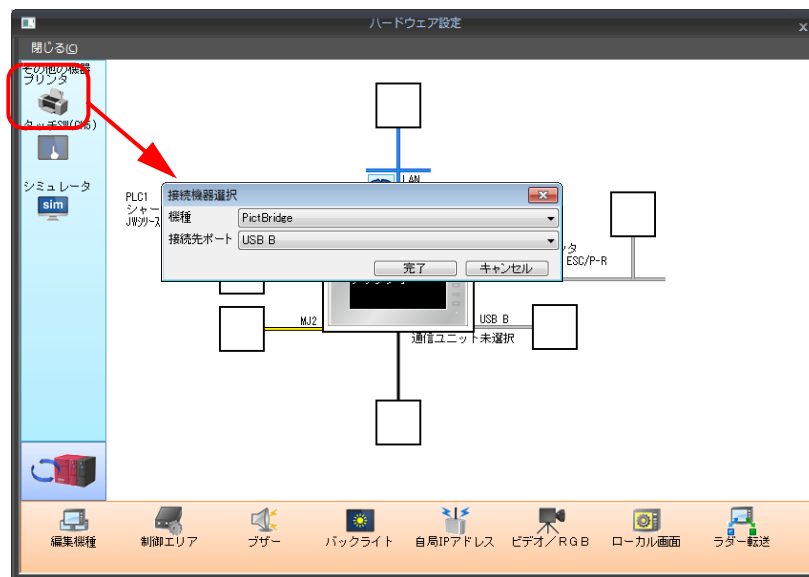 ハードウェア設定
x
閉じる(C)
その他の機器
プリンタ
タッチSW(CN5)
シミュレータ
sim
LAN
PLC1
シャー
JWシリーズ
接続機器選択
機種
PictBridge
接続先ポート
USB B
完了
キャンセル
ンタ
ESC/P-R
MJ2
USB B
通信ユニット未選択
編集機種
制御エリア
ブザー
バックライト
自局IPアドレス
ビデオ/RGB
ローカル画面
ラダー転送